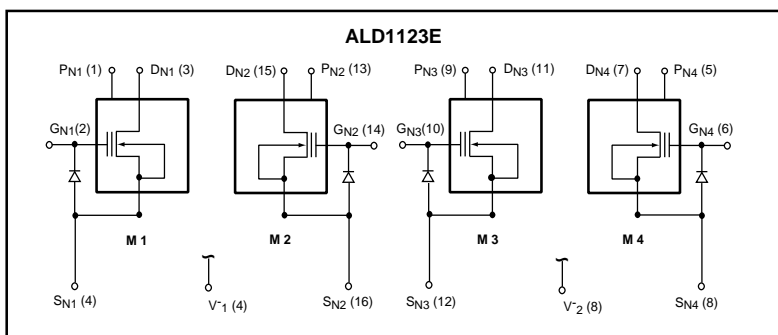 ALD1123E
PN1 (1) DN1 (3) DN2 (15) PN2 (13) PN3 (9) DN3 (11) DN4 (7) PN4 (5)
GN1(2) GN2 (14) GN3(10) GN4 (6)
M 1 M 2 M 3 M 4
SN1 (4) V-1 (4) SN2 (16) SN3 (12) V-2 (8) SN4 (8)